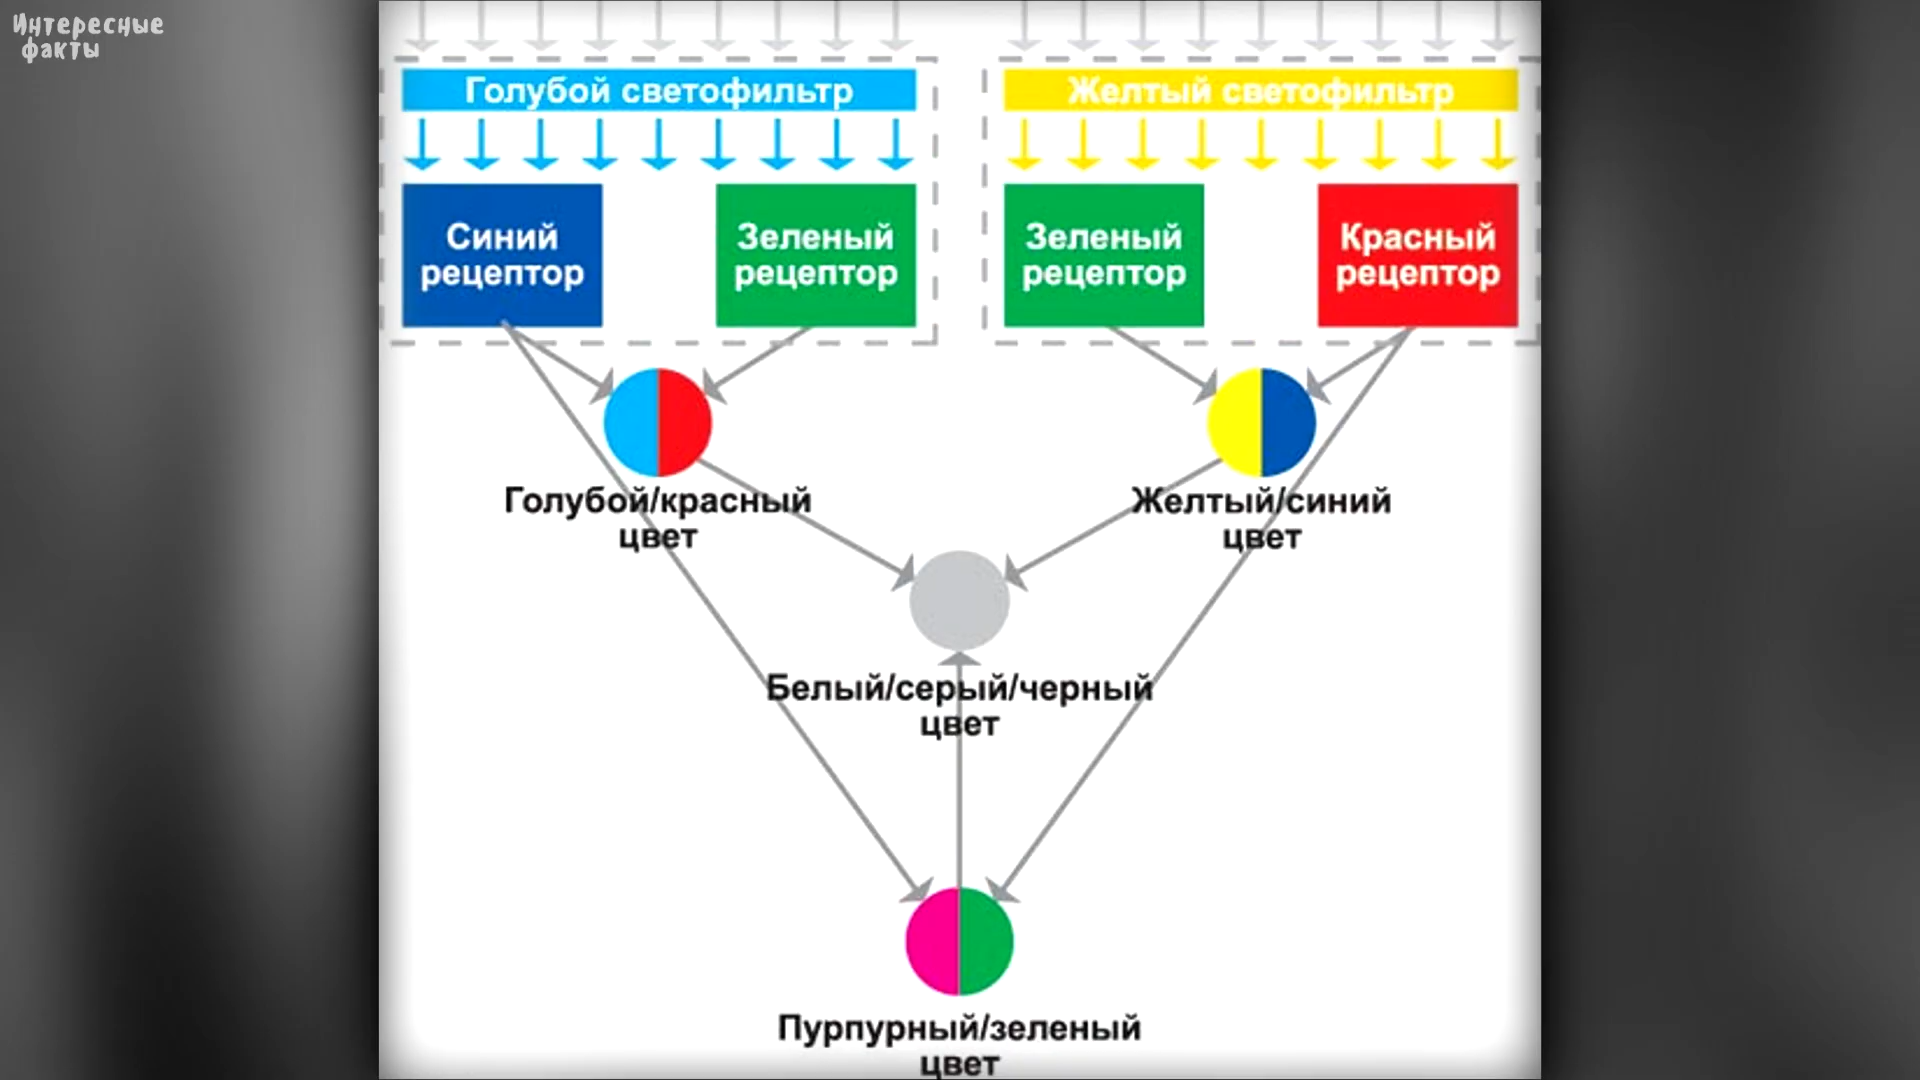 Интересные
факты
Голубой светофильтр
Желтый светофильтр
Синий
рецептор
Зеленый
рецептор
Зеленый
рецептор
Красный
рецептор
Голубой/красный
цвет
Желтый/синий
цвет
Белый/серый/черный
цвет
Пурпурный/зеленый
цвет